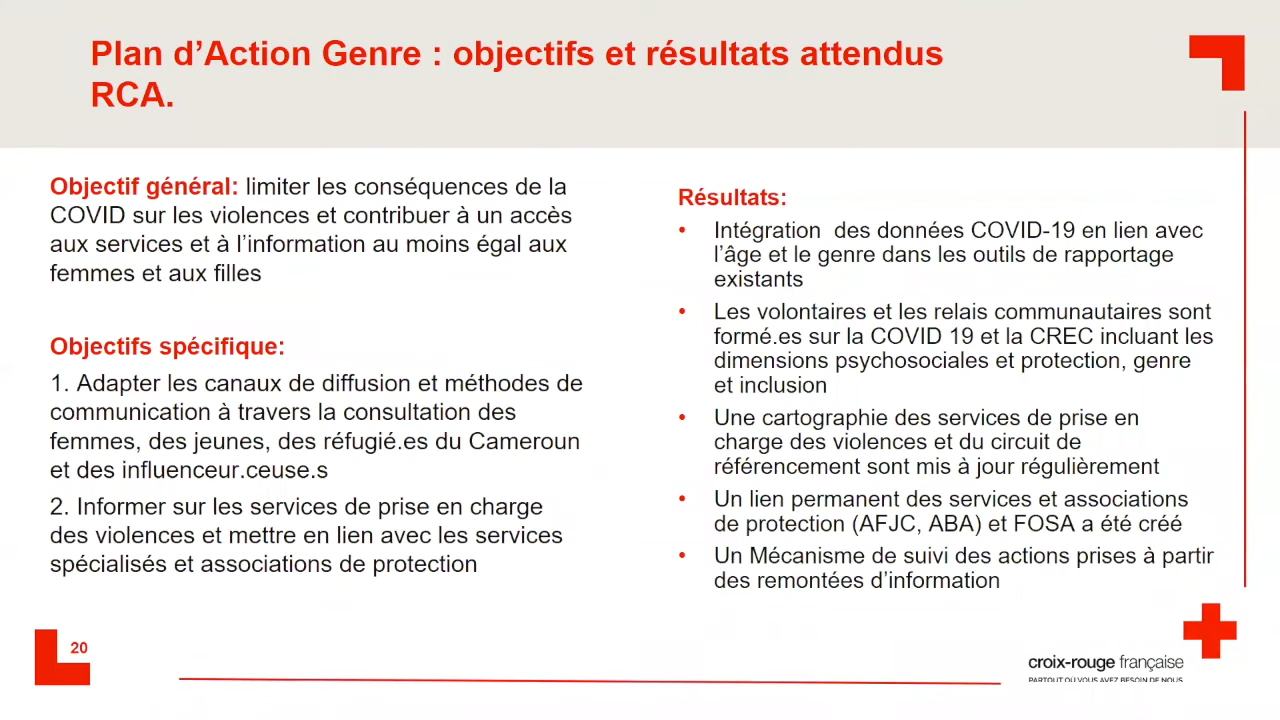 Plan d’Action Genre : objectifs et résultats attendus
RCA.
Objectif général: limiter les conséquences de la
COVID sur les violences et contribuer à un accès
aux services et à l’information au moins égal aux
femmes et aux filles
Objectifs spécifique:
1. Adapter les canaux de diffusion et méthodes de
communication à travers la consultation des
femmes, des jeunes, des réfugié.es du Cameroun
et des influenceur.ceuse.s
2. Informer sur les services de prise en charge
des violences et mettre en lien avec les services
spécialisés et associations de protection
Résultats:
• Intégration des données COVID-19 en lien avec
l’âge et le genre dans les outils de rapportage
existants
• Les volontaires et les relais communautaires sont
formé.es sur la COVID 19 et la CREC incluant les
dimensions psychosociales et protection, genre
et inclusion
• Une cartographie des services de prise en
charge des violences et du circuit de
référencement sont mis à jour régulièrement
• Un lien permanent des services et associations
de protection (AFJC, ABA) et FOSA a été créé
• Un Mécanisme de suivi des actions prises à partir
des remontées d’information
20
croix-rouge française
PARTOUT OÙ VOUS AVEZ BESOIN DE NOUS